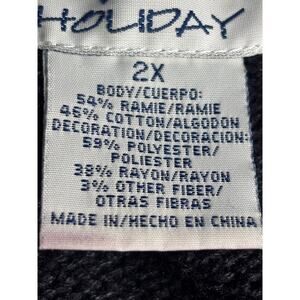 HOLIDAY
2X
BODY/CUERPO:
54% RAMIE/RAMIE
46% COTTON/ALGODON
DECORATION/DECORACION:
59% POLYESTER/
POLIESTER
38% RAYON/RAYON
3% OTHER FIBER/
OTRAS FIBRAS
MADE IN/HECHO EN CHINA